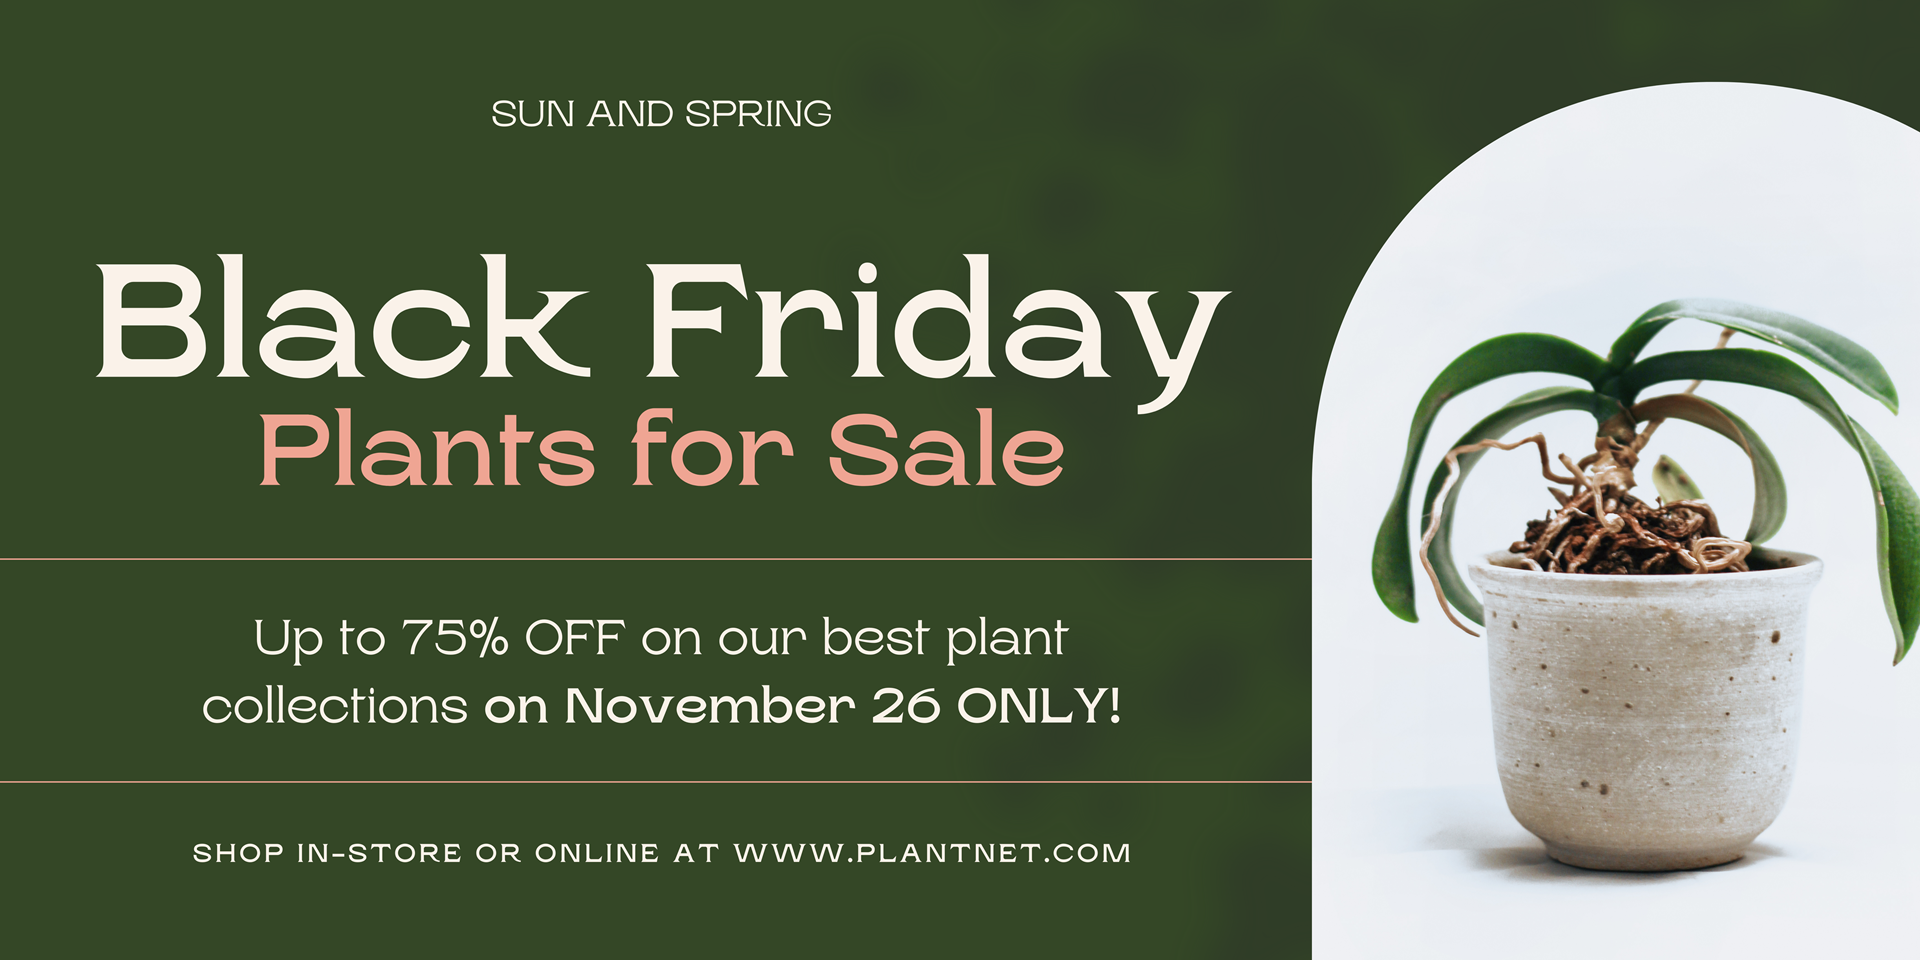 SUN AND SPRING
Black Friday
Plants for Sale
Up to 75% OFF on our best plant
collections on November 26 ONLY!
SHOP IN-STORE OR ONLINE AT WWW.PLANTNET.COM